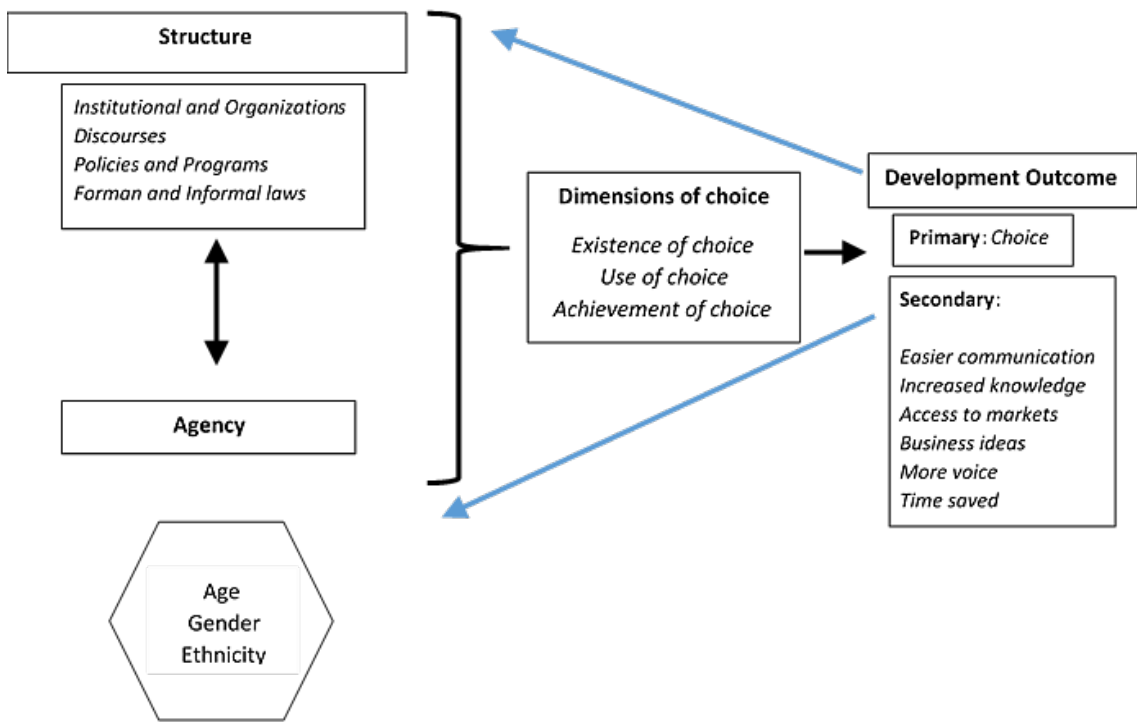 Structure
Institutional and Organizations
Discourses
Policies and Programs
Forman and Informal laws
Agency
Age
Gender
Ethnicity
Dimensions of choice
Existence of choice
Use of choice
Achievement of choice
Development Outcome
Primary: Choice
Secondary:
Easier communication
Increased knowledge
Access to markets
Business ideas
More voice
Time saved